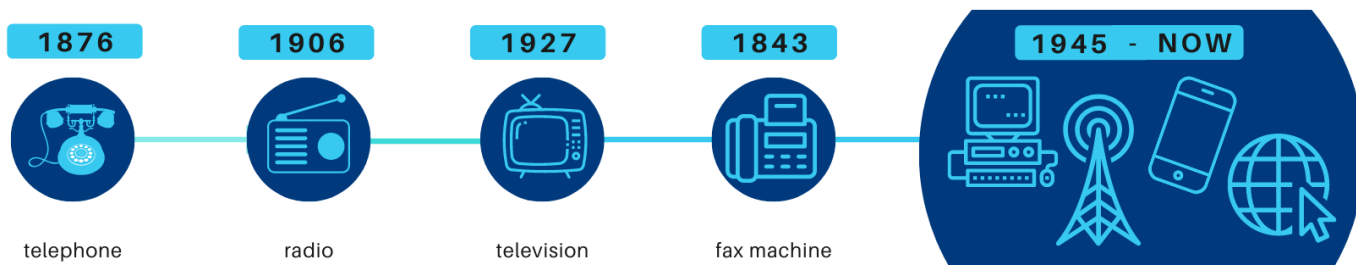 1876
telephone
1906
radio
1927
television
1843
fax machine
1945 - NOW